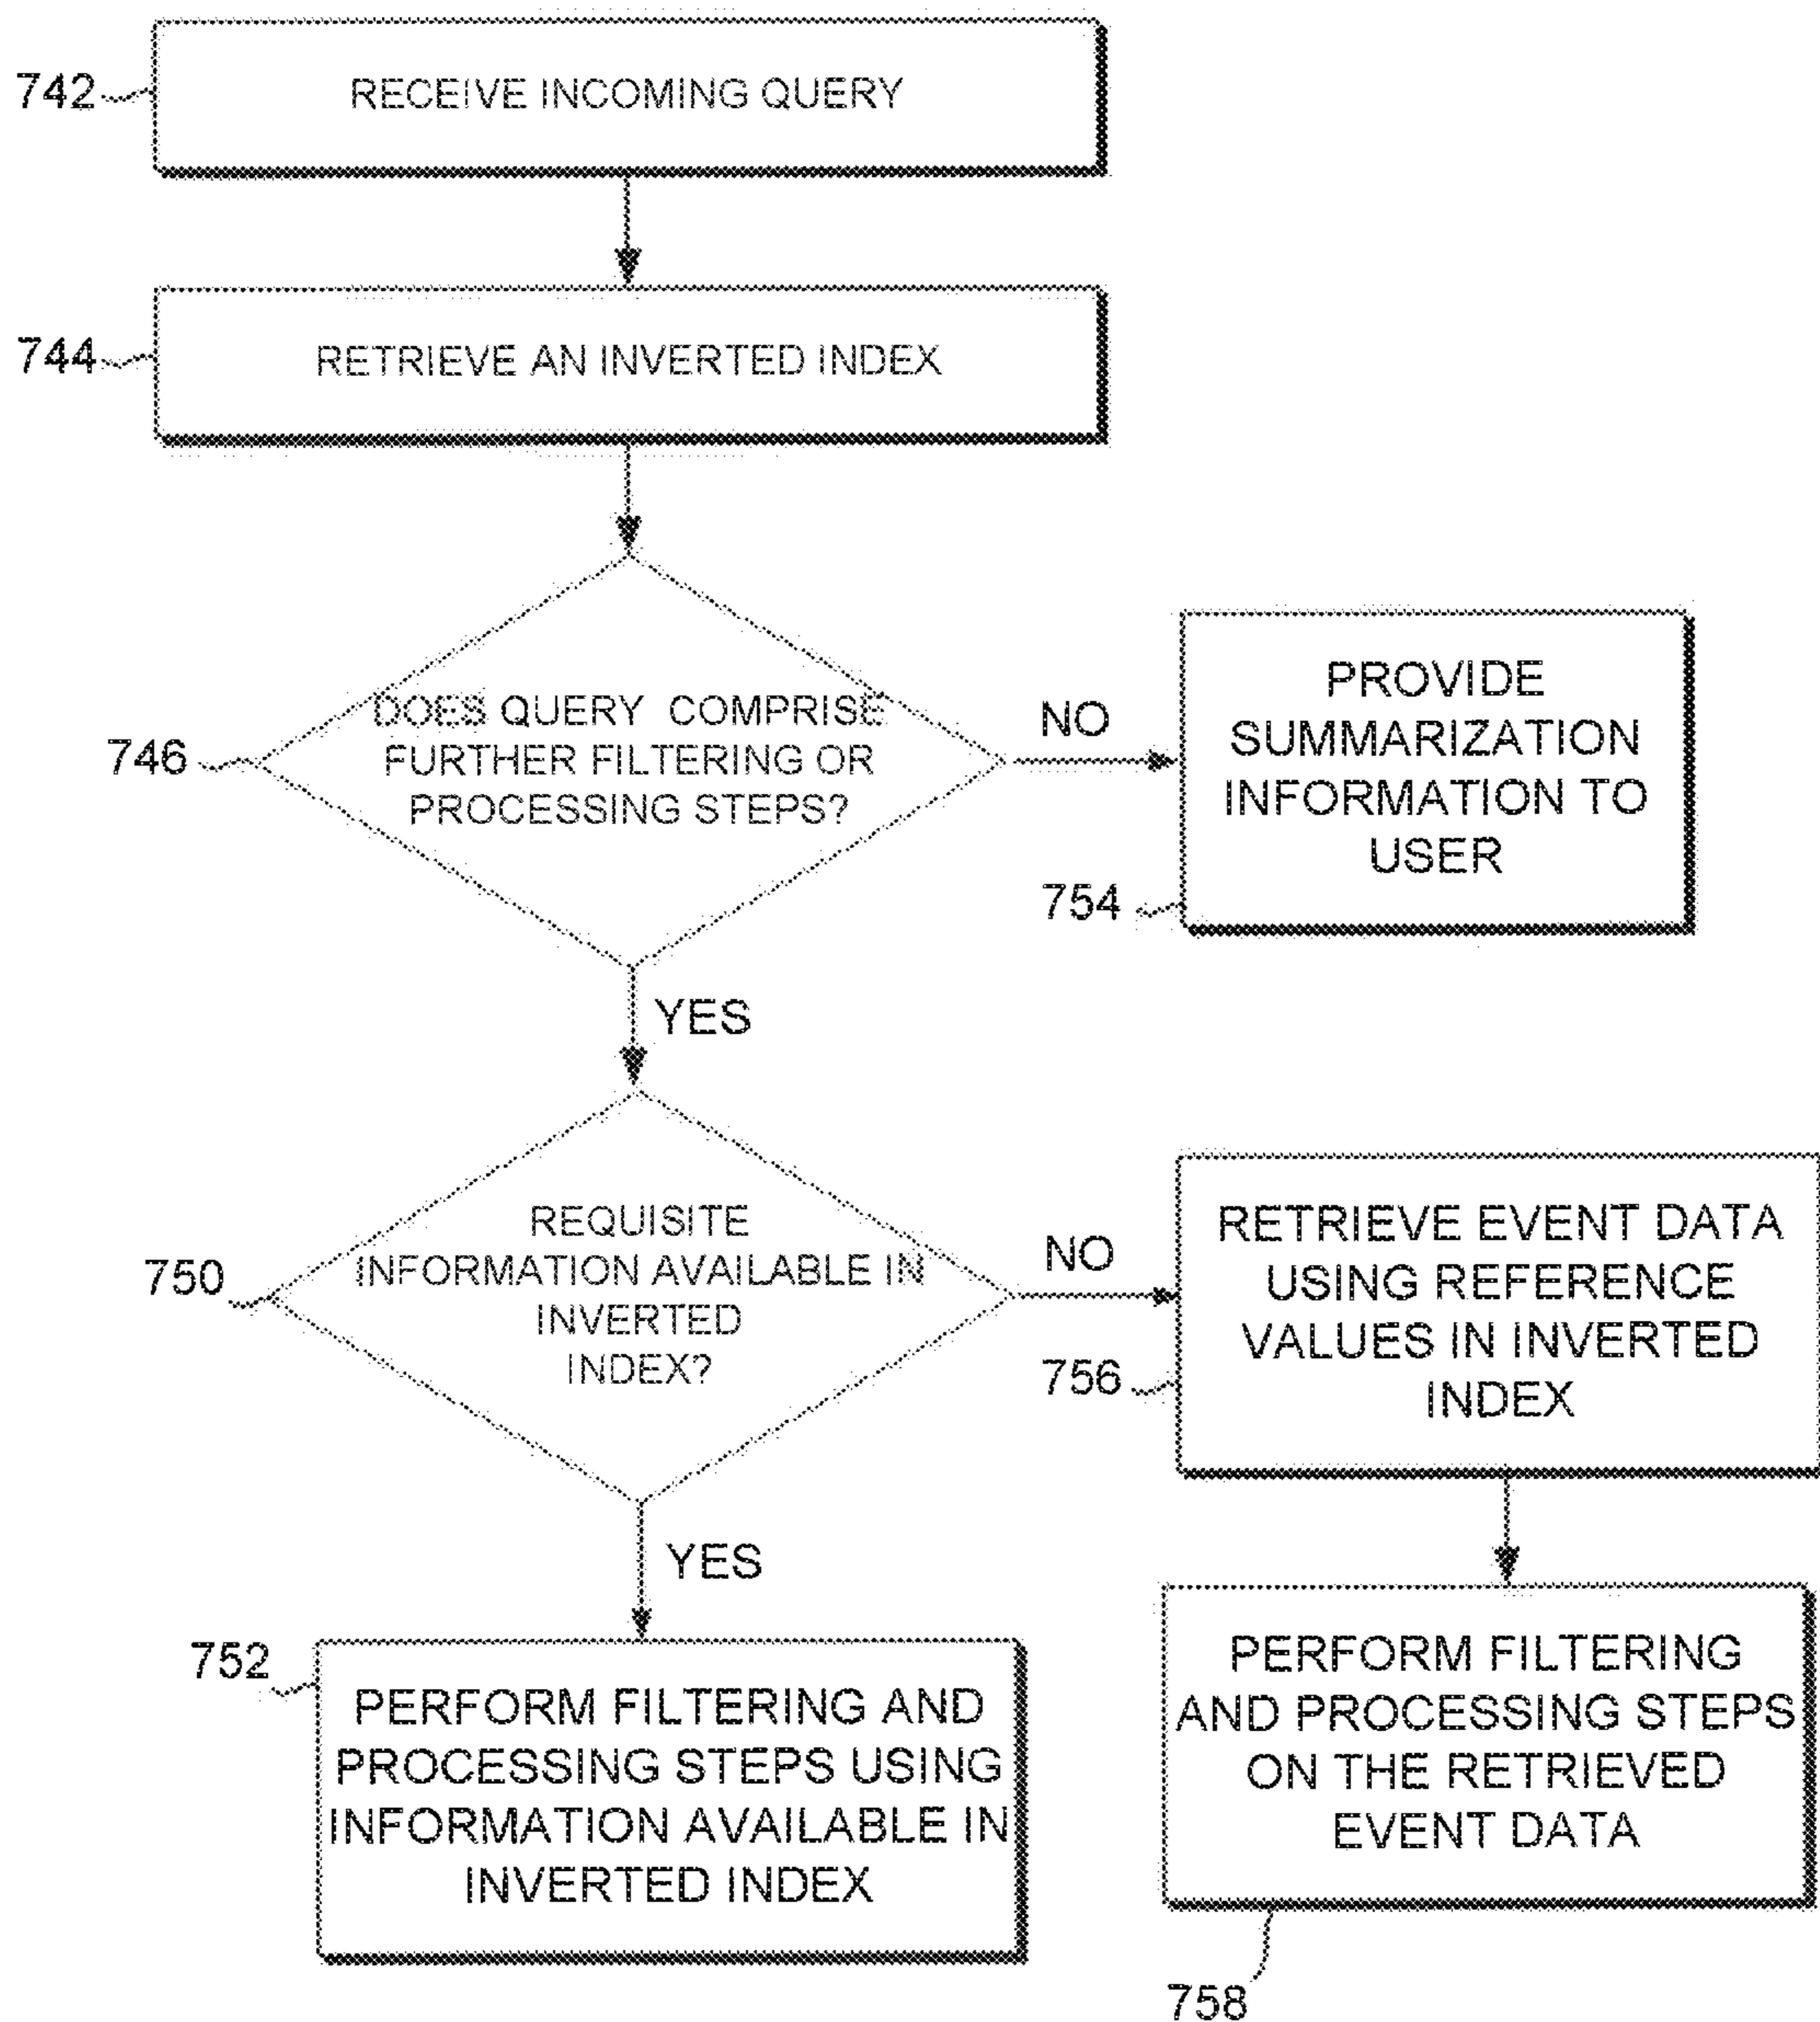 742
RECEIVE INCOMING QUERY
744
RETRIEVE AN INVERTED INDEX
746
DOES QUERY COMPRISE
FURTHER FILTERING OR
PROCESSING STEPS?
NO
PROVIDE
SUMMARIZATION
INFORMATION TO
USER
754
YES
750
REQUISITE
INFORMATION AVAILABLE IN
INVERTED
INDEX?
NO
RETRIEVE EVENT DATA
USING REFERENCE
VALUES IN INVERTED
INDEX
756
YES
752
PERFORM FILTERING AND
PROCESSING STEPS USING
INFORMATION AVAILABLE IN
INVERTED INDEX
PERFORM FILTERING
AND PROCESSING STEPS
ON THE RETRIEVED
EVENT DATA
758